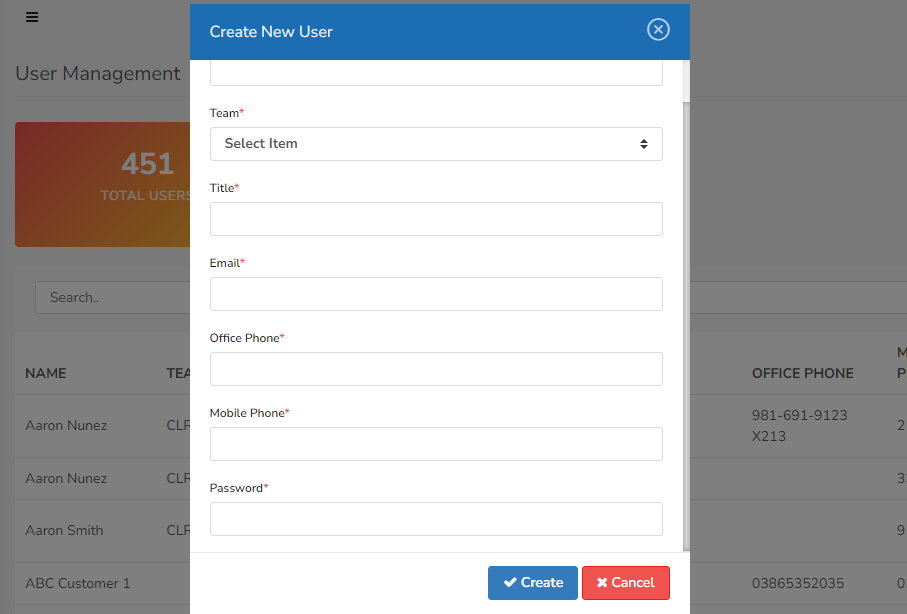 Create New User
User Management
451
TOTAL USERS
Team*
Select Item
Title*
Email*
Search..
Office Phone*
NAME
OFFICE PHONE
Mobile Phone*
Aaron Nunez
CLR
981-691-9123
X213
2
Aaron Nunez
CLR
3
Password*
Aaron Smith
CLR
9
ABC Customer 1
03865352035
0
Create
Cancel